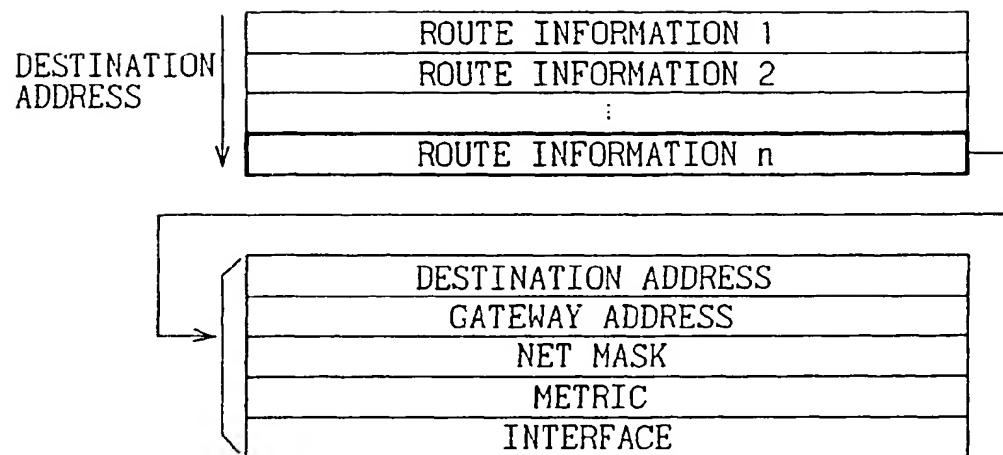 DESTINATION
ADDRESS
ROUTE INFORMATION 1
ROUTE INFORMATION 2
⋮
ROUTE INFORMATION n
DESTINATION ADDRESS
GATEWAY ADDRESS
NET MASK
METRIC
INTERFACE